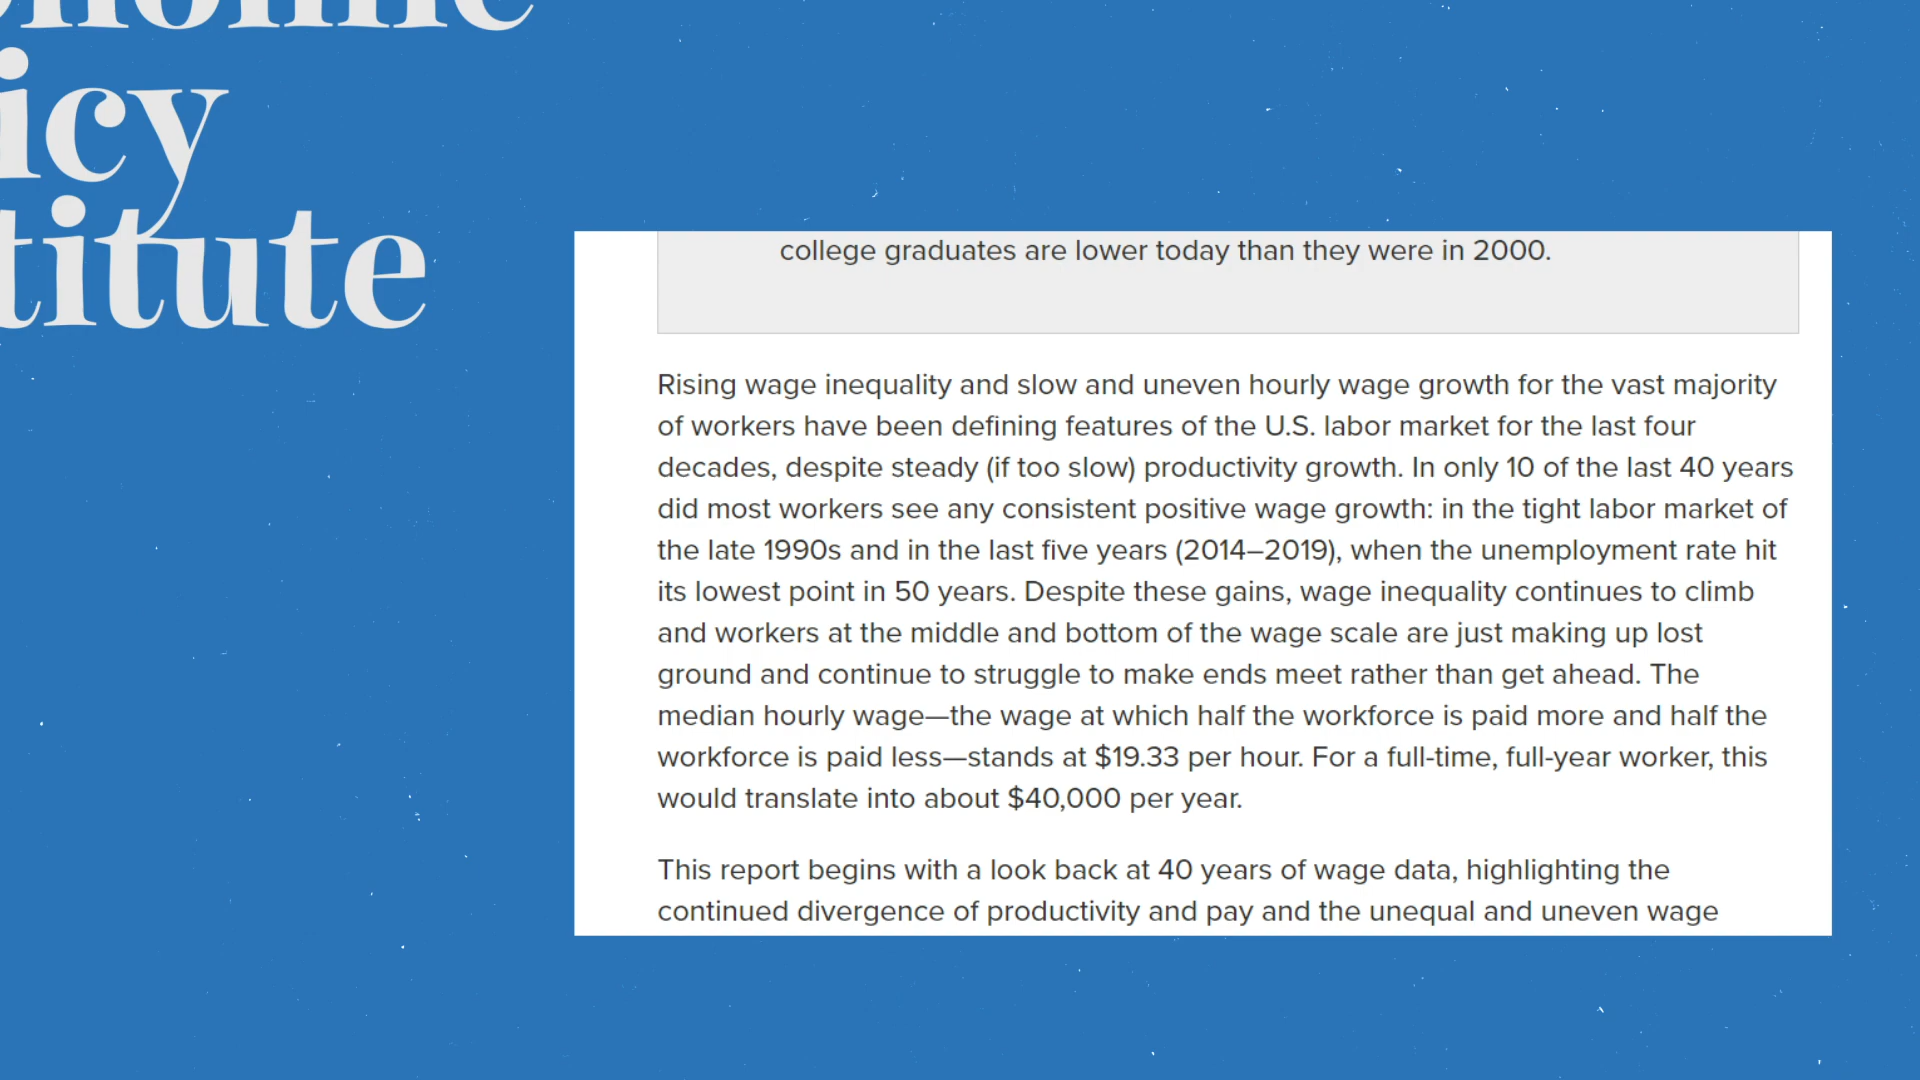 icy
titute
college graduates are lower today than they were in 2000.
Rising wage inequality and slow and uneven hourly wage growth for the vast majority
of workers have been defining features of the U.S. labor market for the last four
decades, despite steady (if too slow) productivity growth. In only 10 of the last 40 years
did most workers see any consistent positive wage growth: in the tight labor market of
the late 1990s and in the last five years (2014–2019), when the unemployment rate hit
its lowest point in 50 years. Despite these gains, wage inequality continues to climb
and workers at the middle and bottom of the wage scale are just making up lost
ground and continue to struggle to make ends meet rather than get ahead. The
median hourly wage—the wage at which half the workforce is paid more and half the
workforce is paid less—stands at $19.33 per hour. For a full-time, full-year worker, this
would translate into about $40,000 per year.
This report begins with a look back at 40 years of wage data, highlighting the
continued divergence of productivity and pay and the unequal and uneven wage